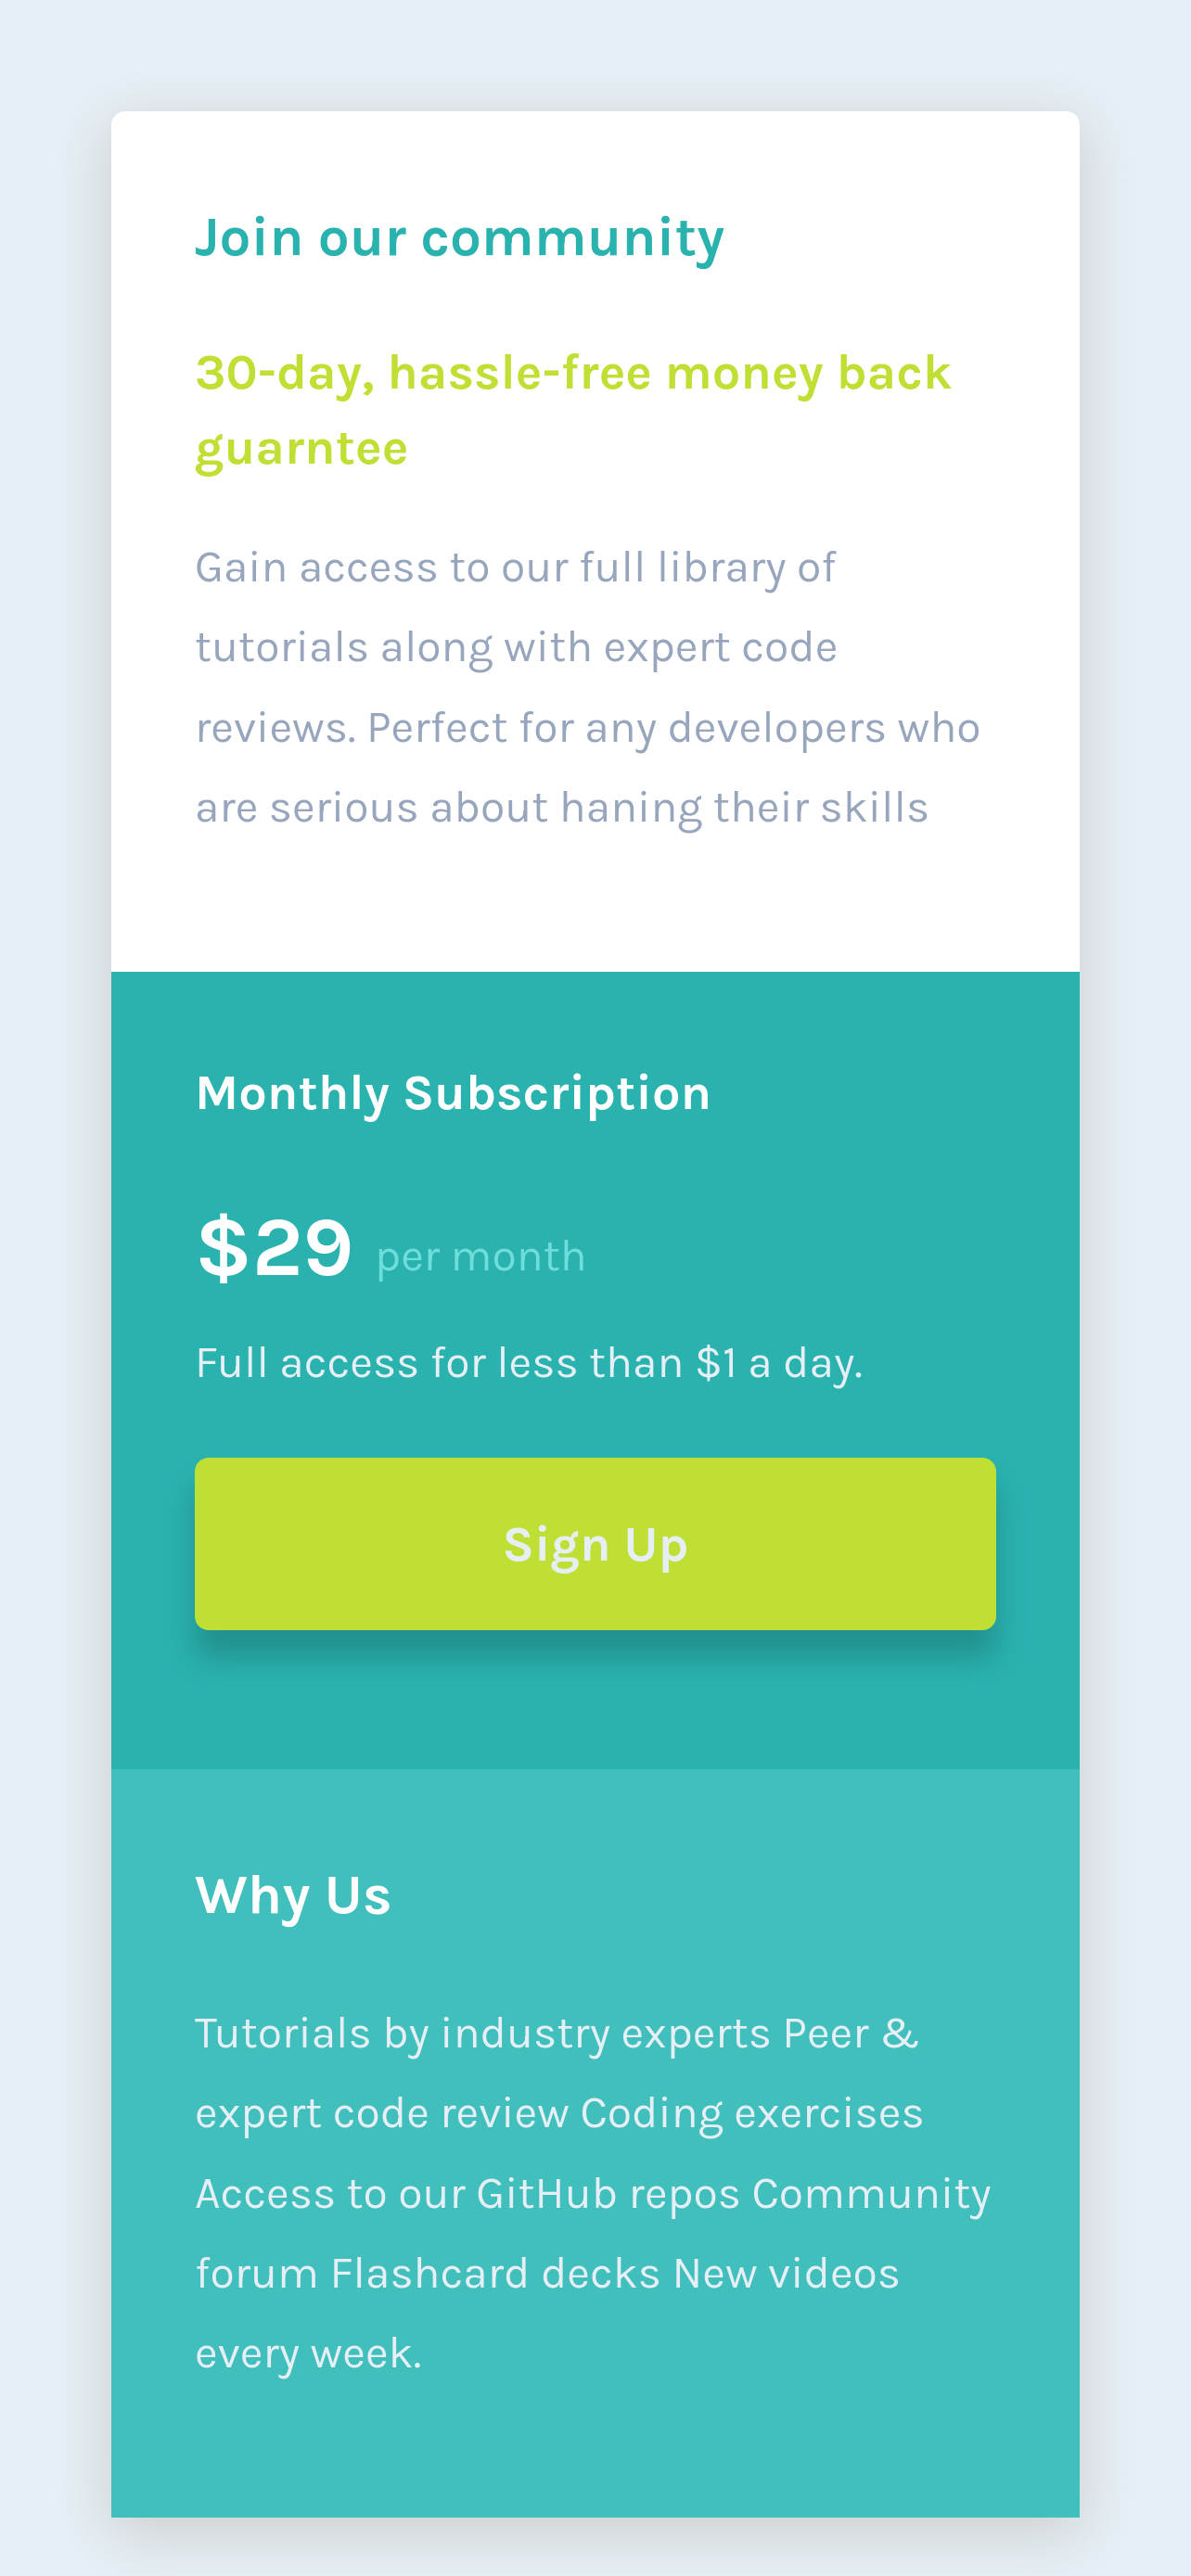 Join our community
30-day, hassle-free money back
guarntee
Gain access to our full library of
tutorials along with expert code
reviews. Perfect for any developers who
are serious about haning their skills
Monthly Subscription
$29 per month
Full access for less than $1 a day.
Sign Up
Why Us
Tutorials by industry experts Peer &
expert code review Coding exercises
Access to our GitHub repos Community
forum Flashcard decks New videos
every week.